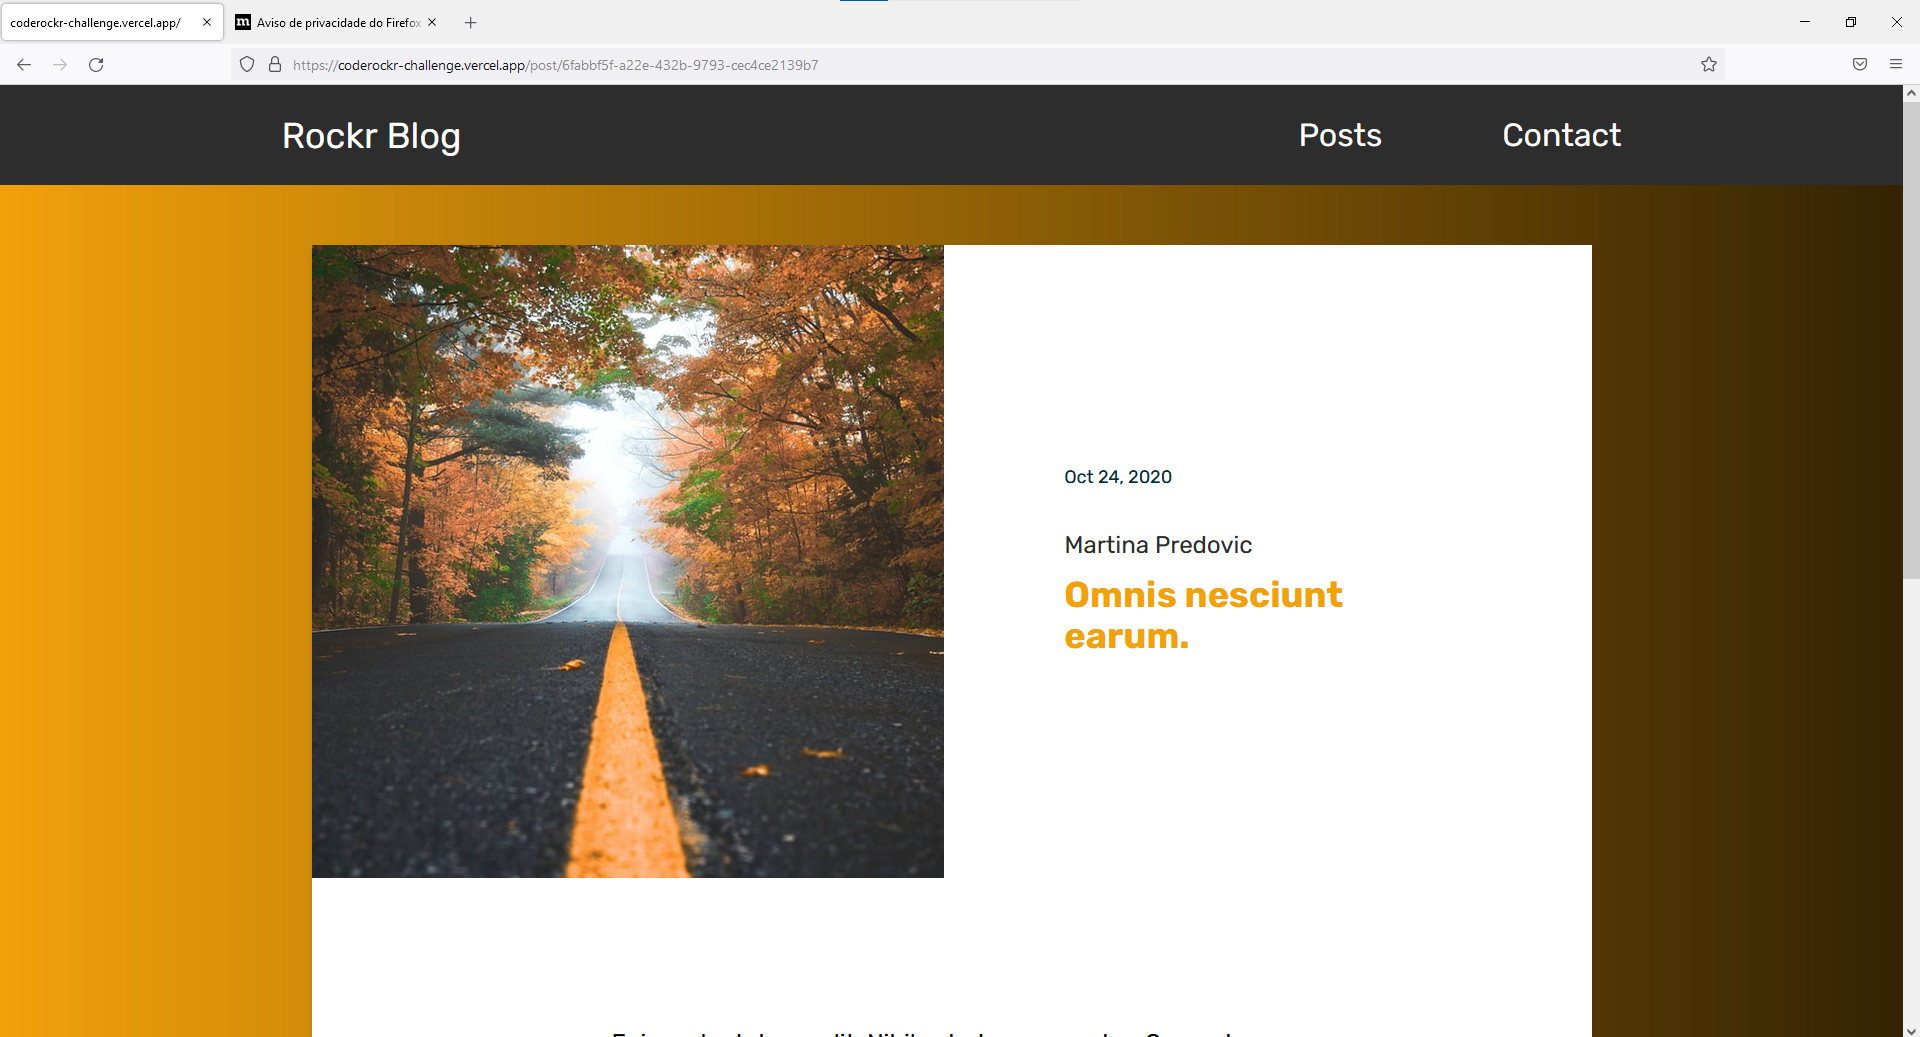 coderockr-challenge.vercel.app/
Aviso de privacidade do Firefox
https://coderockr-challenge.vercel.app/post/6fabbf5f-a22e-432b-9793-cec4ce2139b7
Rockr Blog
Posts
Contact
Oct 24, 2020
Martina Predovic
Omnis nesciunt
earum.